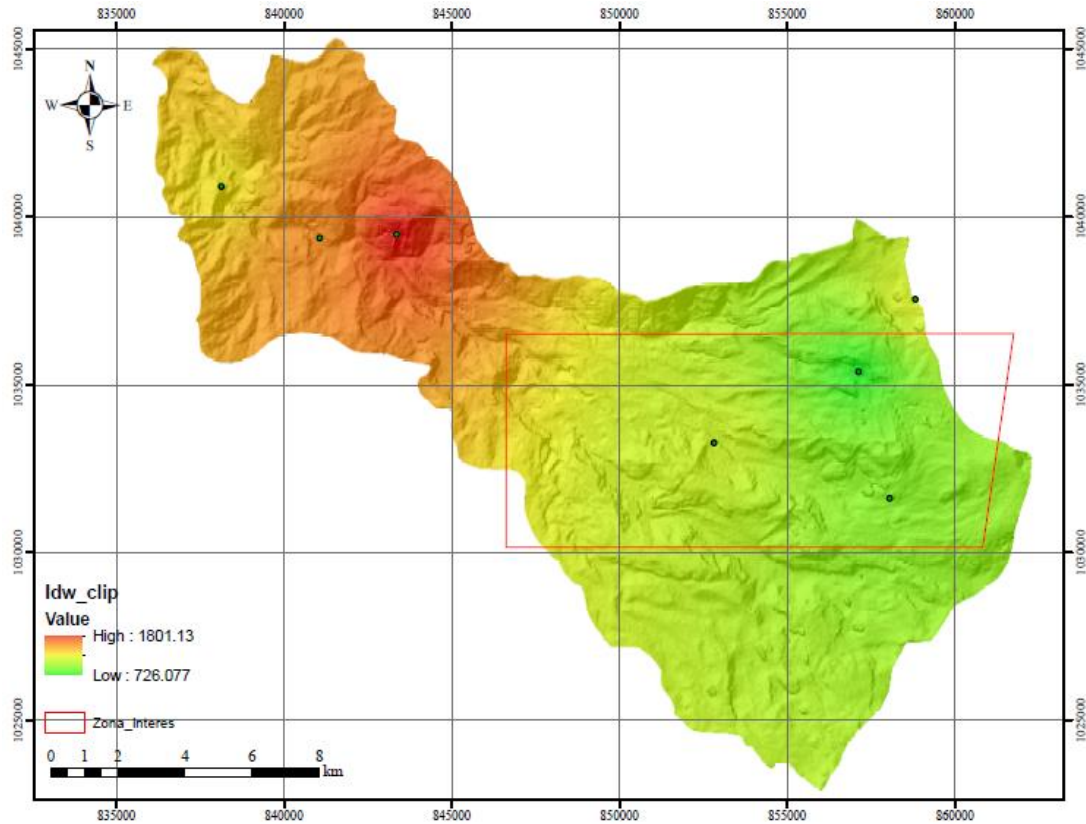 835000 840000 845000 850000 855000 860000
1045000 1045000
N
W E
S
1040000 1040000
1035000 1035000
1030000 1030000
Idw_clip
Value
High : 1801.13
Low : 726.077
Zona_Interes
1025000 1025000
0 1 2 4 6 8
km
835000 840000 845000 850000 855000 860000